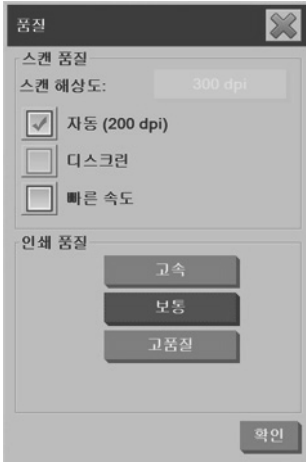 품질
스캔 품질
스캔 해상도: 300 dpi
자동 (200 dpi)
디스크린
빠른 속도
인쇄 품질
고속
보통
고품질
확인